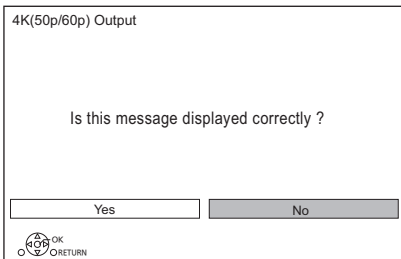 4K(50p/60p) Output
Is this message displayed correctly ?
Yes
No
OK
RETURN